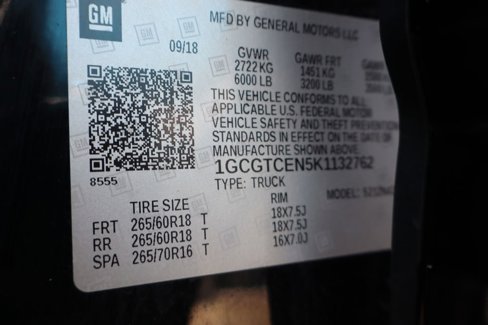 GM
MFD BY GENERAL MOTORS LLC
09/18
GVWR GAWR FRT
2722 KG 1451 KG
6000 LB 3200 LB
THIS VEHICLE CONFORMS TO ALL
APPLICABLE U.S. FEDERAL MOTOR
VEHICLE SAFETY AND THEFT PREVENTION
STANDARDS IN EFFECT ON THE DATE OF
MANUFACTURE SHOWN ABOVE.
1GCGTCEN5K1132762
8555
TYPE: TRUCK MODEL:
TIRE SIZE RIM
FRT 265/60R18 T 18X7.5J
RR 265/60R18 T 18X7.5J
SPA 265/70R16 T 16X7.0J